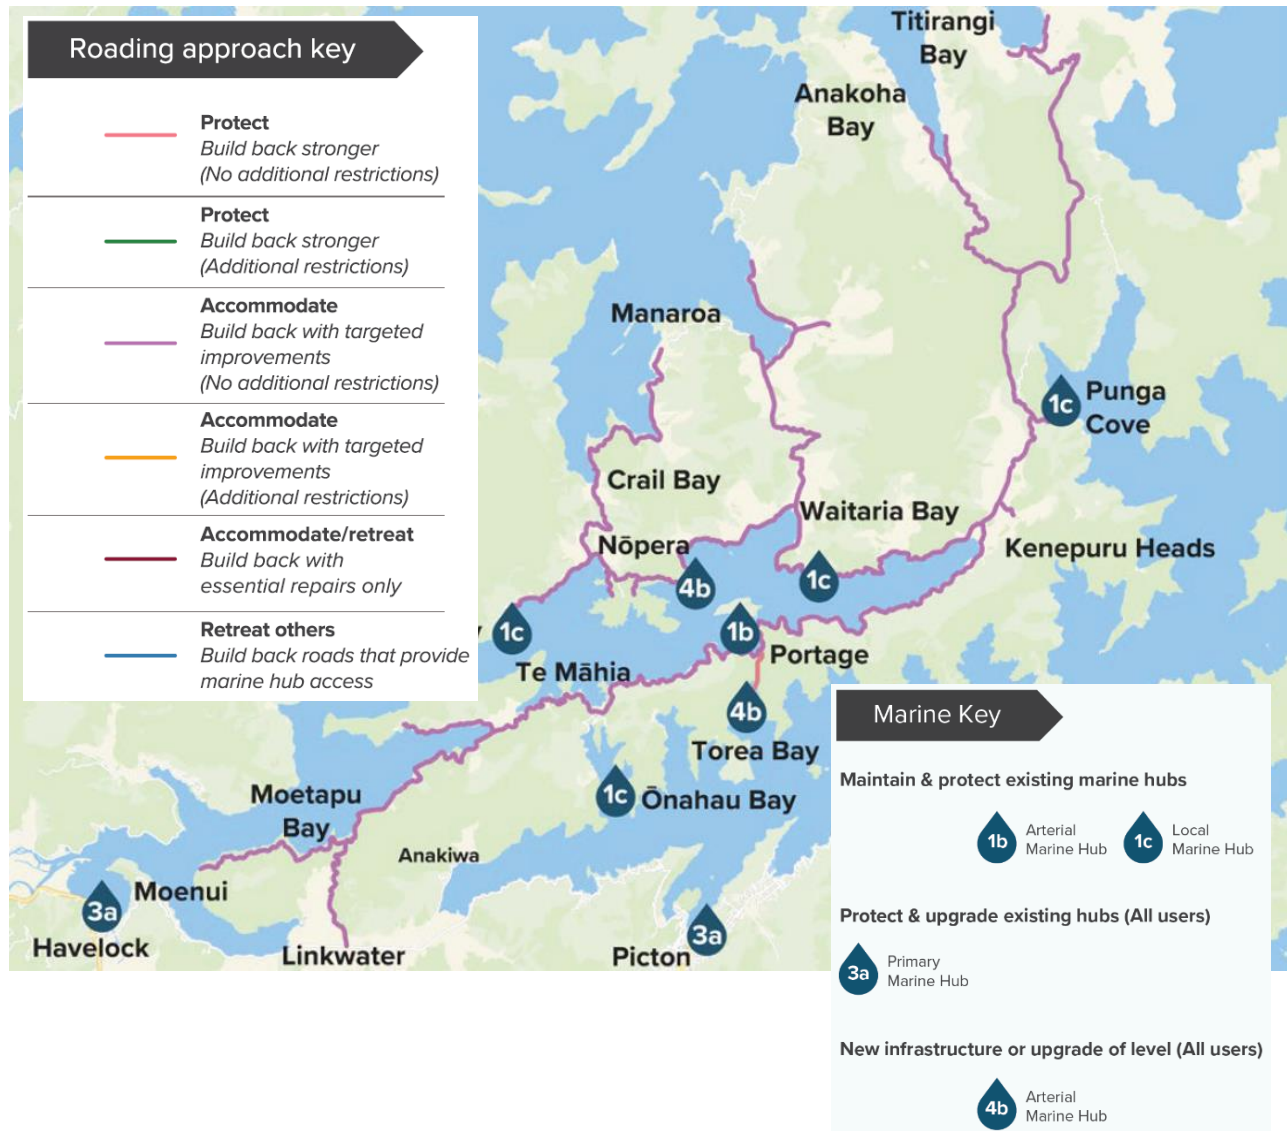 Roading approach key
Protect
Build back stronger
(No additional restrictions)
Protect
Build back stronger
(Additional restrictions)
Accommodate
Build back with targeted
improvements
(No additional restrictions)
Accommodate
Build back with targeted
improvements
(Additional restrictions)
Accommodate/retreat
Build back with
essential repairs only
Retreat others
Build back roads that provide
marine hub access
Titirangi
Bay
Anakoha
Bay
Manaroa
1c
Punga
Cove
Crail Bay
Waitaria Bay
Nōpera
Kenepuru Heads
4b
1c
1c
1b
Portage
Te Māhia
4b
Torea Bay
1c
Ōnahau Bay
Moetapu
Bay
Anakiwa
Moenui
3a
Havelock
Linkwater
3a
Picton
Marine Key
Maintain & protect existing marine hubs
1b
Arterial
Marine Hub
1c
Local
Marine Hub
Protect & upgrade existing hubs (All users)
3a
Primary
Marine Hub
New infrastructure or upgrade of level (All users)
4b
Arterial
Marine Hub